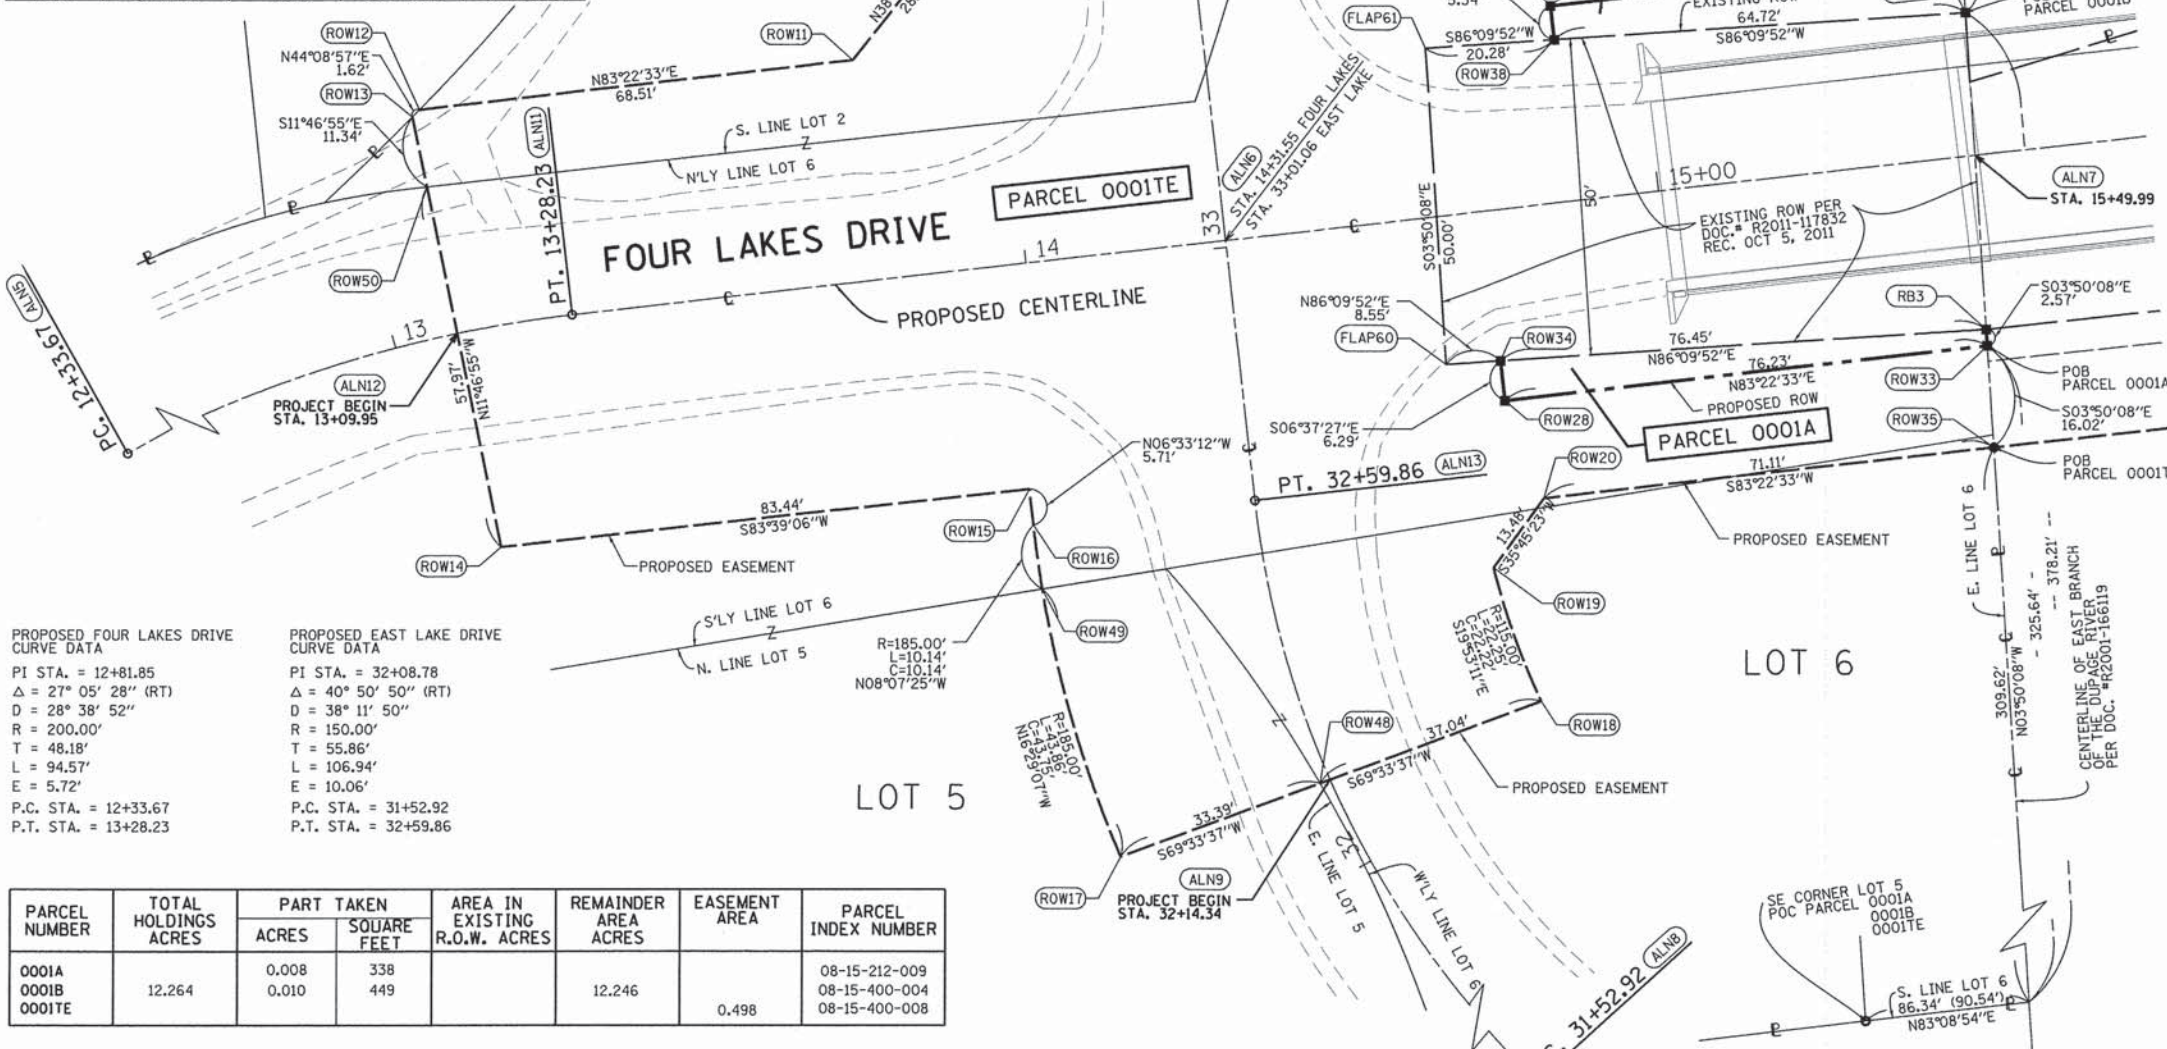 ROW12
N44°08'57"E
1.62'
ROW13
S11°46'55"E
11.34'
ROW11
N83°22'33"E
68.51'
N38
ALN11
PT. 13+28.23
S. LINE LOT 2
Z
N'LY LINE LOT 6
PARCEL 0001TE
FOUR LAKES DRIVE
33
ALN6
STA. 14+31.55 FOUR LAKES
STA. 33+01.06 EAST LAKE
FLAP61
S86°09'52"W
20.28'
ROW38
64.72'
S86°09'52"W
S03°50'08"E
50.00'
50'
15+00
EXISTING ROW PER
DOC.# R2011-117832
REC. OCT 5, 2011
ALN7
STA. 15+49.99
ROW50
ALN5
PC. 12+33.67
13
14
PROPOSED CENTERLINE
N86°09'52"E
8.55'
FLAP60
ROW34
RB3
S03°50'08"E
2.57'
76.45'
N86°09'52"E
76.23'
N83°22'33"E
PROPOSED ROW
ROW33
POB
PARCEL 0001A
S03°50'08"E
16.02'
ALN12
PROJECT BEGIN
STA. 13+09.95
57.97'
N11°46'55"W
S06°37'27"E
6.29'
ROW28
PARCEL 0001A
ROW35
POB
PARCEL 0001T
N06°33'12"W
5.71'
PT. 32+59.86
ALN13
ROW20
71.11'
S83°22'33"W
PROPOSED EASEMENT
83.44'
S83°39'06"W
ROW15
ROW16
13.48'
S35°45'23"W
ROW14
PROPOSED EASEMENT
ROW19
E. LINE LOT 6
S'LY LINE LOT 6
Z
N. LINE LOT 5
ROW49
R=185.00'
L=10.14'
C=10.14'
N08°07'25"W
R=115.00'
L=22.25'
C=22.22'
S19°53'11"E
LOT 6
309.62'
N03°50'08"W
- 325.64' -
-- 378.21' --
CENTERLINE OF EAST BRANCH
OF THE DUPAGE RIVER
PER DOC. #R2001-166119
PROPOSED FOUR LAKES DRIVE
CURVE DATA
PI STA. = 12+81.85
Δ = 27° 05' 28" (RT)
D = 28° 38' 52"
R = 200.00'
T = 48.18'
L = 94.57'
E = 5.72'
P.C. STA. = 12+33.67
P.T. STA. = 13+28.23
PROPOSED EAST LAKE DRIVE
CURVE DATA
PI STA. = 32+08.78
Δ = 40° 50' 50" (RT)
D = 38° 11' 50"
R = 150.00'
T = 55.86'
L = 106.94'
E = 10.06'
P.C. STA. = 31+52.92
P.T. STA. = 32+59.86
R=185.00'
L=43.86'
C=43.75'
N16°29'07"W
Z
ROW48
37.04'
S69°33'37"W
ROW18
PROPOSED EASEMENT
LOT 5
33.39'
S69°33'37"W
ROW17
ALN9
PROJECT BEGIN
STA. 32+14.34
E. LINE LOT 5
32
W'LY LINE LOT 6
31+52.92
ALN8
SE CORNER LOT 5
POC PARCEL 0001A
0001B
0001TE
S. LINE LOT 6
86.34' (90.54')
N83°08'54"E
PARCEL NUMBER TOTAL HOLDINGS ACRES PART TAKEN AREA IN EXISTING R.O.W. ACRES REMAINDER AREA ACRES EASEMENT AREA PARCEL INDEX NUMBER
ACRES SQUARE FEET
0001A 0.008 338 08-15-212-009
0001B 12.264 0.010 449 12.246 08-15-400-004
0001TE 0.498 08-15-400-008